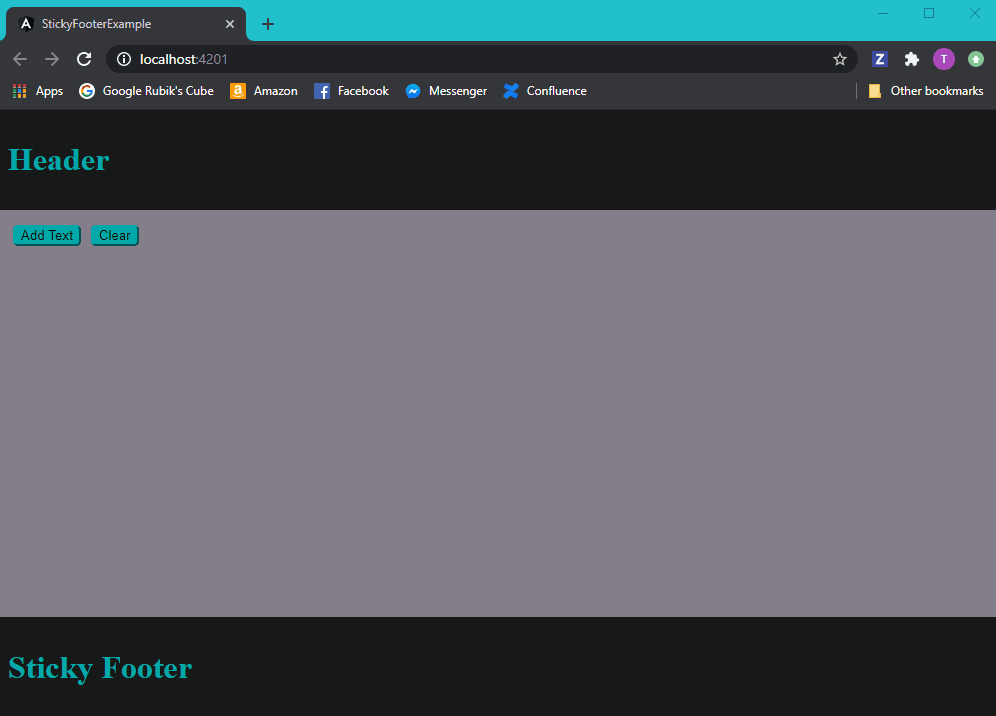 StickyFooterExample
localhost:4201
Z
T
Apps
Google Rubik's Cube
Amazon
Facebook
Messenger
Confluence
Other bookmarks
Header
Add Text
Clear
Sticky Footer